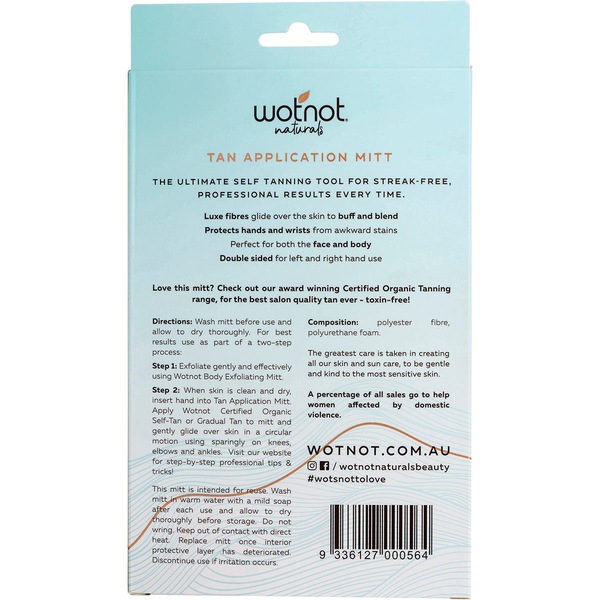 wotnot.
naturals
TAN APPLICATION MITT
THE ULTIMATE SELF TANNING TOOL FOR STREAK-FREE,
PROFESSIONAL RESULTS EVERY TIME.
Luxe fibres glide over the skin to buff and blend
Protects hands and wrists from awkward stains
Perfect for both the face and body
Double sided for left and right hand use
Love this mitt? Check out our award winning Certified Organic Tanning
range, for the best salon quality tan ever - toxin-free!
Directions: Wash mitt before use and
allow to dry thoroughly. For best
results use as part of a two-step
process:
Step 1: Exfoliate gently and effectively
using Wotnot Body Exfoliating Mitt.
Step 2: When skin is clean and dry,
insert hand into Tan Application Mitt.
Apply Wotnot Certified Organic
Self-Tan or Gradual Tan to mitt and
gently glide over skin in a circular
motion using sparingly on knees,
elbows and ankles. Visit our website
for step-by-step professional tips &
tricks!
This mitt is intended for reuse. Wash
mitt in warm water with a mild soap
after each use and allow to dry
thoroughly before storage. Do not
wring. Keep out of contact with direct
heat. Replace mitt once interior
protective layer has deteriorated.
Discontinue use if irritation occurs.
Composition: polyester fibre,
polyurethane foam.
The greatest care is taken in creating
all our skin and sun care, to be gentle
and kind to the most sensitive skin.
A percentage of all sales go to help
women affected by domestic
violence.
WOTNOT.COM.AU
/wotnotnaturalsbeauty
#wotsnottolove
9 336127 000564